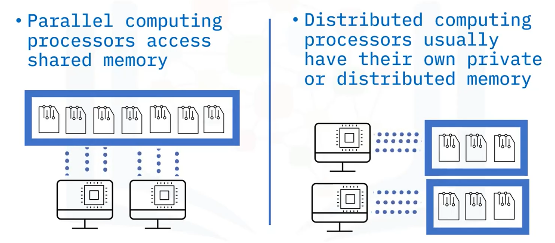 • Parallel computing
processors access
shared memory
• Distributed computing
processors usually
have their own private
or distributed memory